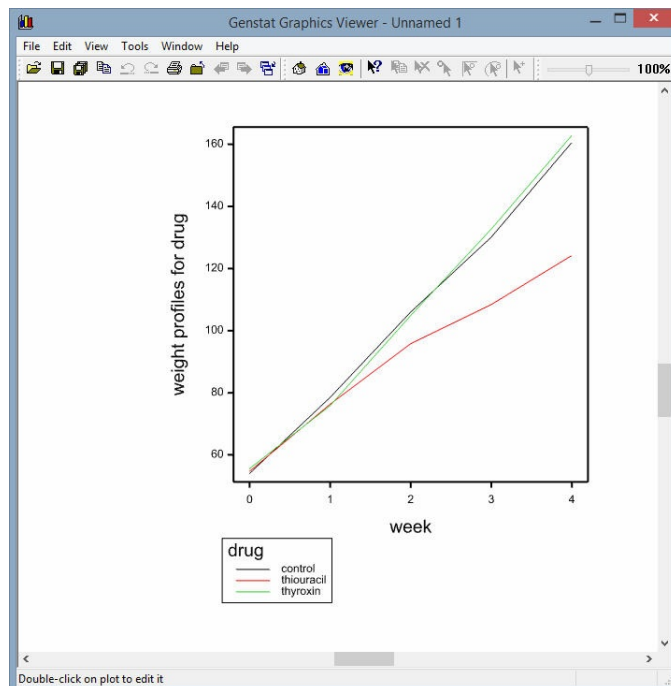 Genstat Graphics Viewer - Unnamed 1
File Edit View Tools Window Help
100%
160
140
120
100
80
60
weight profiles for drug
0 1 2 3 4
week
drug
control
thiouracil
thyroxin
Double-click on plot to edit it